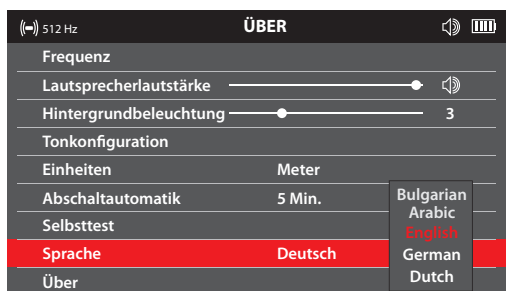 512 Hz ÜBER
Frequenz
Lautsprecherlautstärke
Hintergrundbeleuchtung 3
Tonkonfiguration
Einheiten Meter
Abschaltautomatik 5 Min.
Selbsttest
Sprache Deutsch
Über
Bulgarian
Arabic
English
German
Dutch